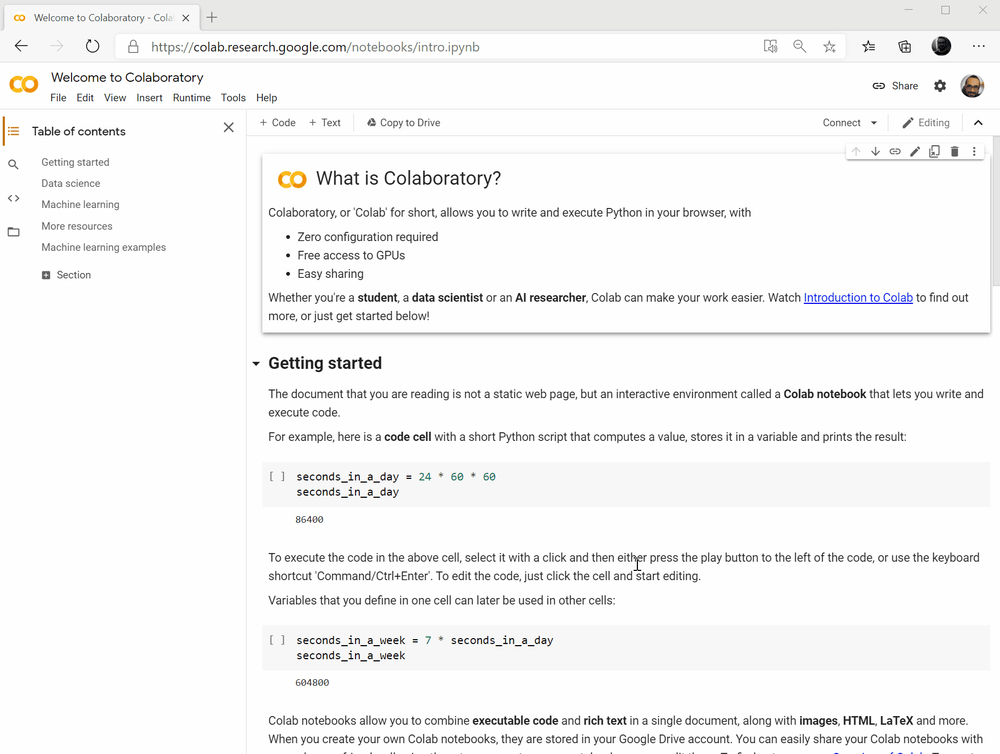 Welcome to Colaboratory - Cola
https://colab.research.google.com/notebooks/intro.ipynb
Welcome to Colaboratory
File Edit View Insert Runtime Tools Help
Share
Table of contents
Getting started
Data science
Machine learning
More resources
Machine learning examples
Section
+ Code + Text Copy to Drive
Connect Editing
What is Colaboratory?
Colaboratory, or 'Colab' for short, allows you to write and execute Python in your browser, with
• Zero configuration required
• Free access to GPUs
• Easy sharing
Whether you're a student, a data scientist or an AI researcher, Colab can make your work easier. Watch Introduction to Colab to find out
more, or just get started below!
Getting started
The document that you are reading is not a static web page, but an interactive environment called a Colab notebook that lets you write and
execute code.
For example, here is a code cell with a short Python script that computes a value, stores it in a variable and prints the result:
[ ] seconds_in_a_day = 24 * 60 * 60
seconds_in_a_day
86400
To execute the code in the above cell, select it with a click and then either press the play button to the left of the code, or use the keyboard
shortcut 'Command/Ctrl+Enter'. To edit the code, just click the cell and start editing.
Variables that you define in one cell can later be used in other cells:
[ ] seconds_in_a_week = 7 * seconds_in_a_day
seconds_in_a_week
604800
Colab notebooks allow you to combine executable code and rich text in a single document, along with images, HTML, LaTeX and more.
When you create your own Colab notebooks, they are stored in your Google Drive account. You can easily share your Colab notebooks with